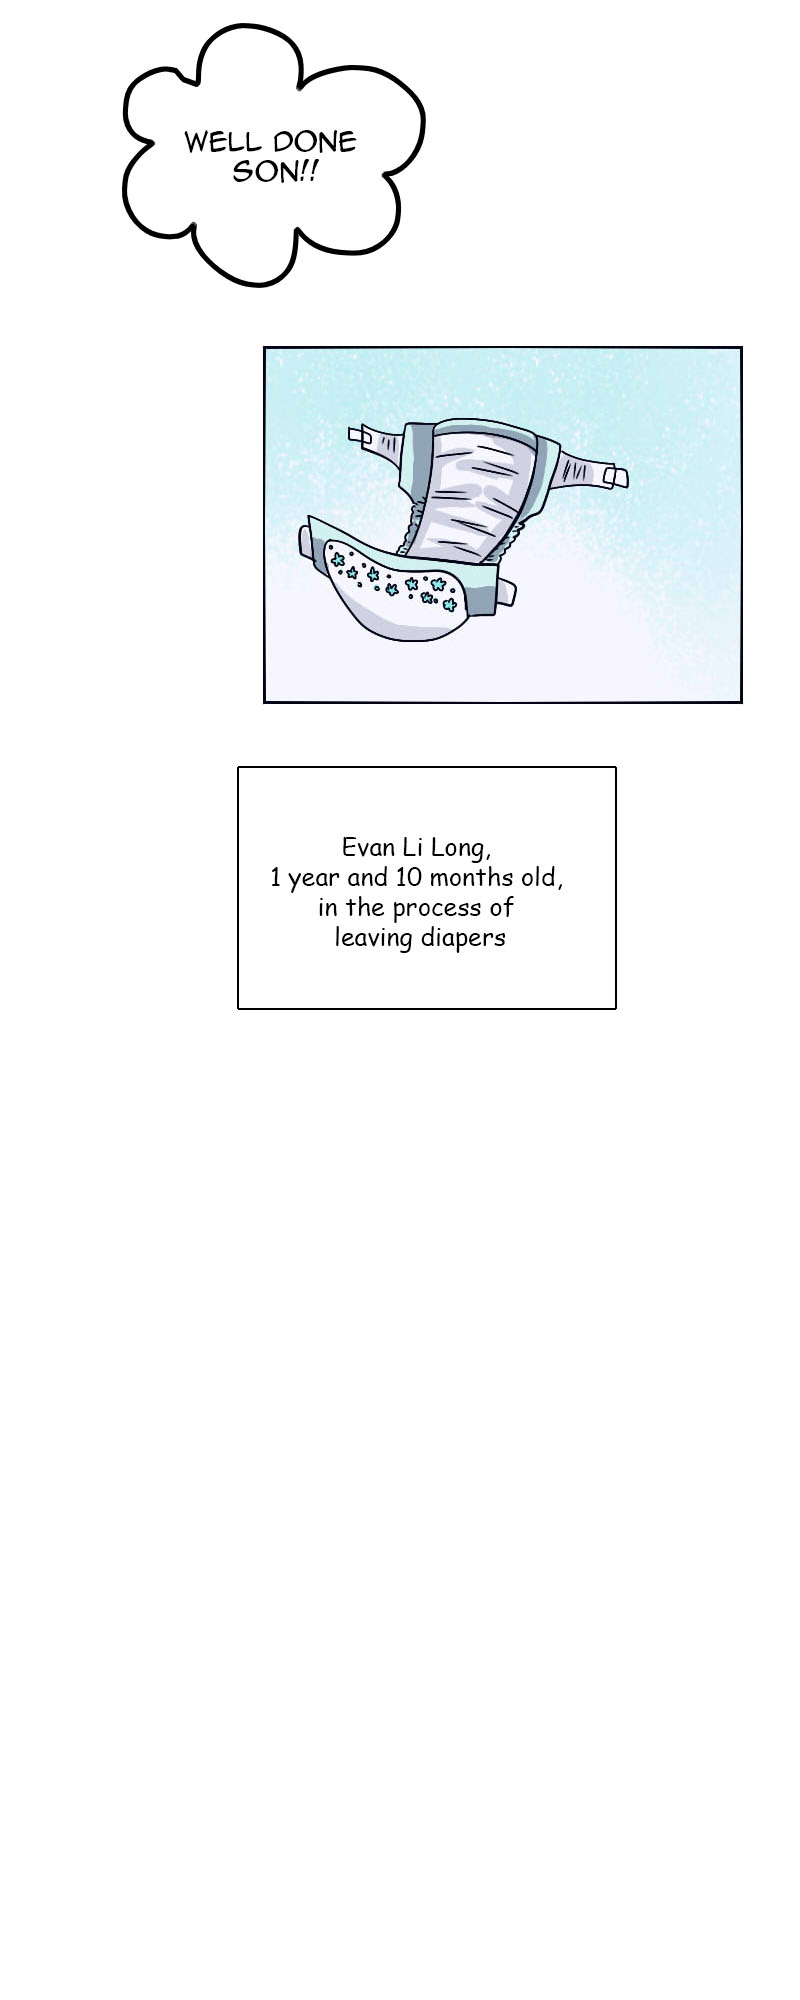 WELL DONE
SON!!
Evan Li Long,
1 year and 10 months old,
in the process of
leaving diapers